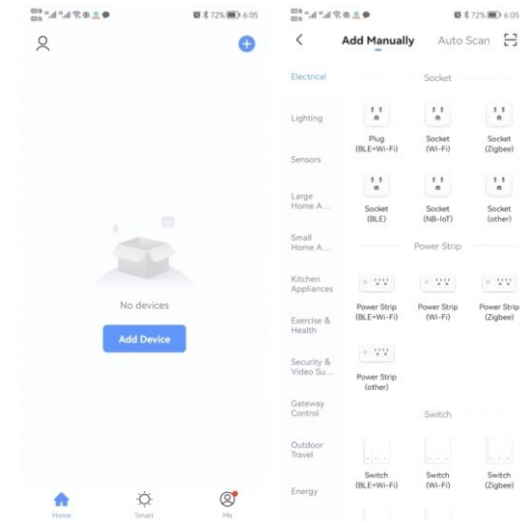 72% 6:05
No devices
Add Device
Home
Smart
Me
72% 6:05
Add Manually
Auto Scan
Electrical
Lighting
Sensors
Large
Home A...
Small
Home A...
Kitchen
Appliances
Exercise &
Health
Security &
Video Su...
Gateway
Control
Outdoor
Travel
Energy
Socket
Plug Socket Socket
(BLE+Wi-Fi) (Wi-Fi) (Zigbee)
Socket Socket Socket
(BLE) (NB-IoT) (other)
Power Strip
Power Strip Power Strip Power Strip
(BLE+Wi-Fi) (Wi-Fi) (Zigbee)
Power Strip
(other)
Switch
Switch Switch Switch
(BLE+Wi-Fi) (Wi-Fi) (Zigbee)